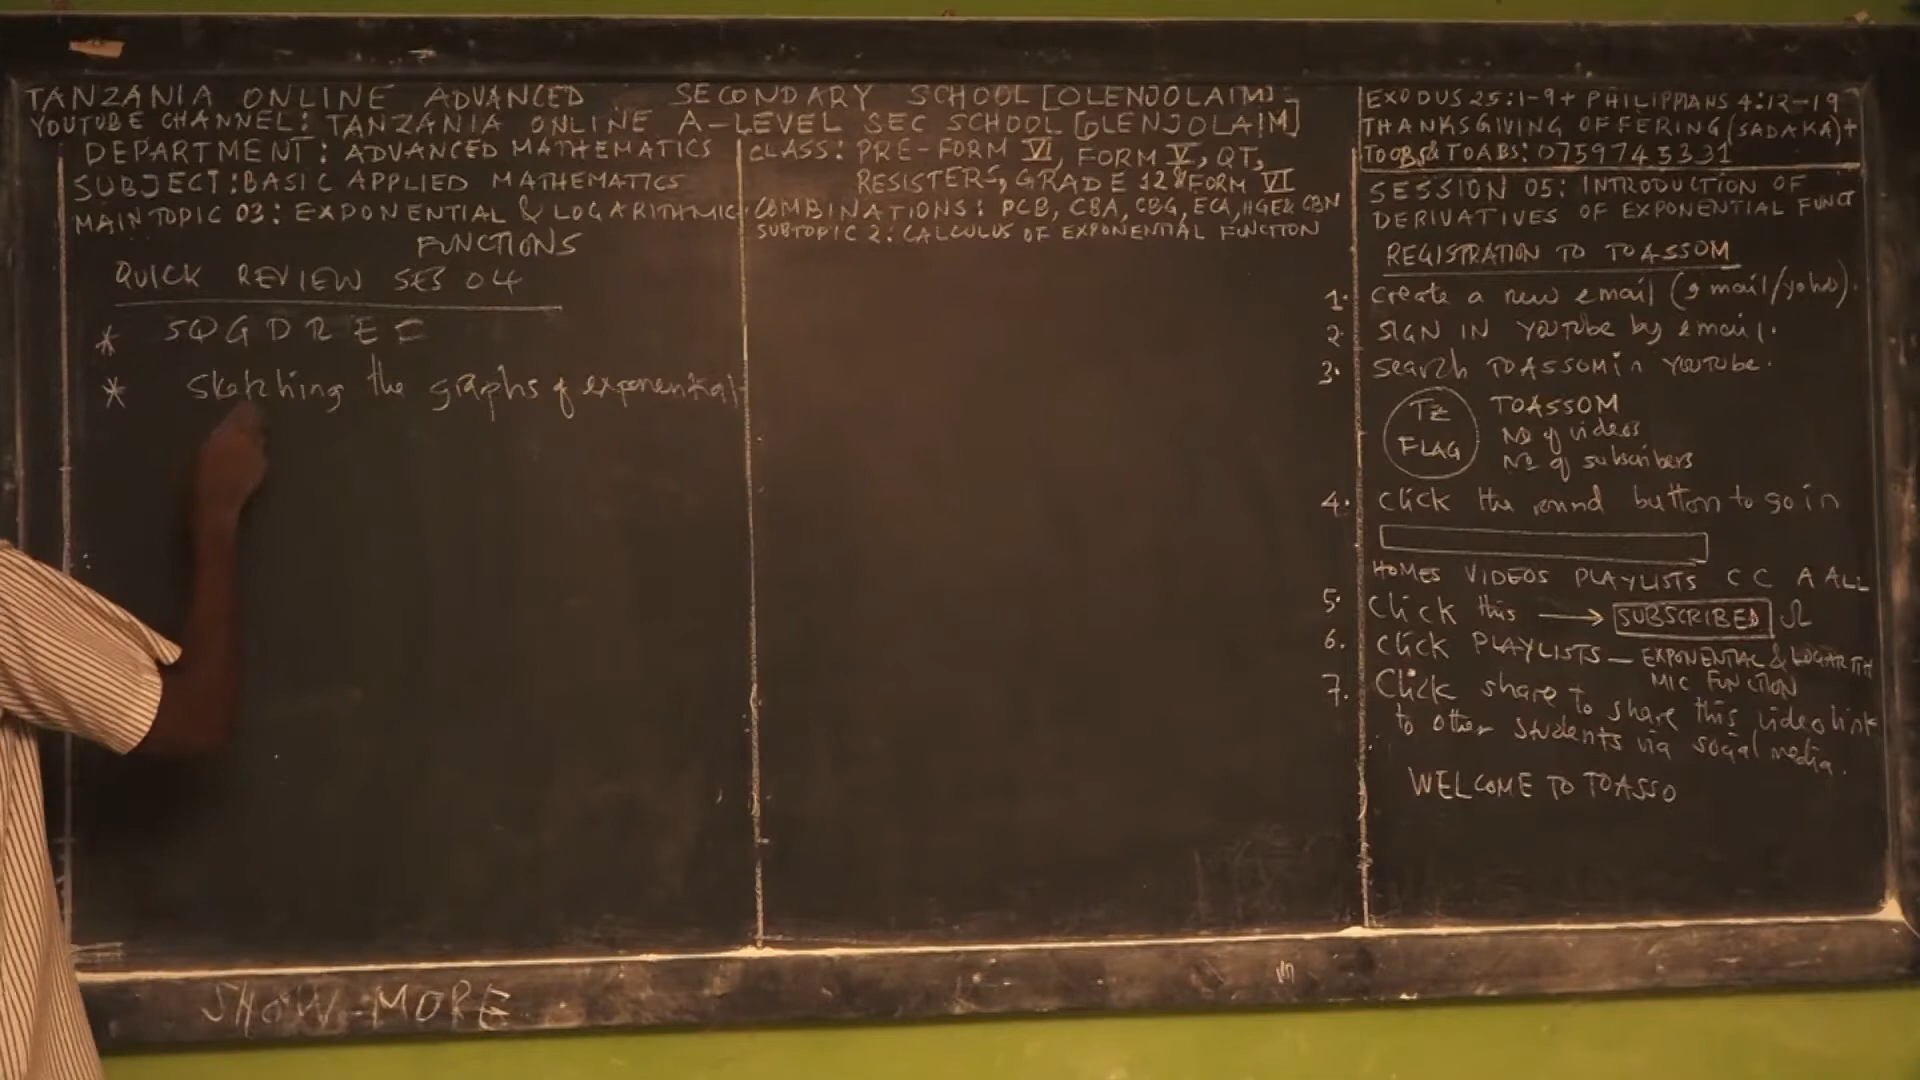 TANZANIA ONLINE ADVANCED SECONDARY SCHOOL [OLENJOLAIM]
YOUTUBE CHANNEL: TANZANIA ONLINE A-LEVEL SEC SCHOOL [OLENJOLAIM]
DEPARTMENT: ADVANCED MATHEMATICS
SUBJECT: BASIC APPLIED MATHEMATICS
MAIN TOPIC 03: EXPONENTIAL & LOGARITHMIC
FUNCTIONS
QUICK REVIEW SES 04
* SQGDREC
* Sketching the graphs of exponential
CLASS: PRE-FORM VI, FORM V, QT,
RESISTERS, GRADE 12 & FORM VI
COMBINATIONS: PCB, CBA, CBG, ECA, HGE & CBN
SUBTOPIC 2: CALCULUS OF EXPONENTIAL FUNCTION
EXODUS 25:1-9 + PHILIPPIANS 4:12-19
THANKSGIVING OFFERING (SADAKA) +
TOOBS & TOABS: 0759745331
SESSION 05: INTRODUCTION OF
DERIVATIVES OF EXPONENTIAL FUNCT
REGISTRATION TO TOASSOM
1. Create a new email (gmail/yahoo).
2. SIGN IN YOUTUBE by email.
3. Search TOASSOM in YOUTUBE.
TZ
FLAG
TOASSOM
No of videos
No of subscribers
4. Click the round button to go in
HOMES VIDEOS PLAYLISTS C C A ALL
5. Click this → SUBSCRIBED
6. Click PLAYLISTS - EXPONENTIAL & LOGARITH
MIC FUNCTION
7. Click share to share this video link
to other students via social media.
WELCOME TO TOASSO
SHOW-MORE